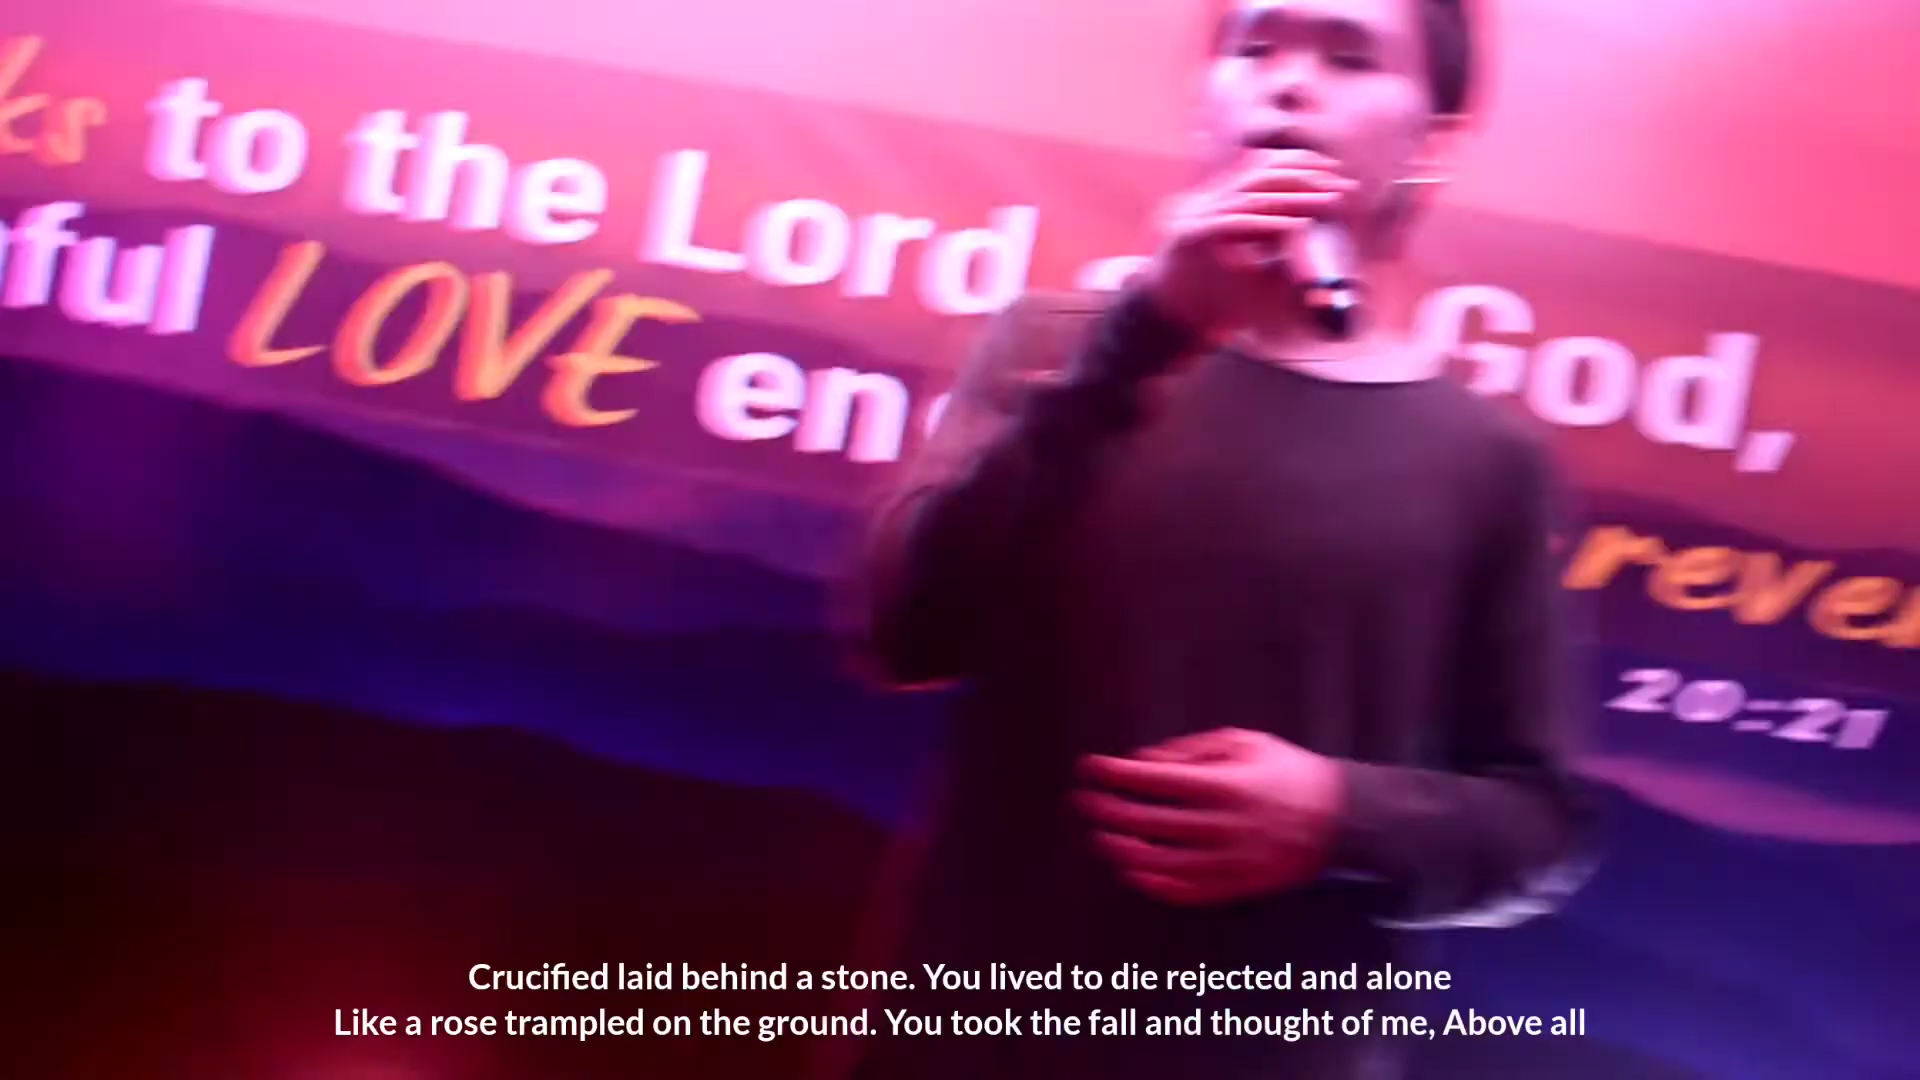 ks to the Lord God,
ful LOVE en
rever
20:21
Crucified laid behind a stone. You lived to die rejected and alone
Like a rose trampled on the ground. You took the fall and thought of me, Above all